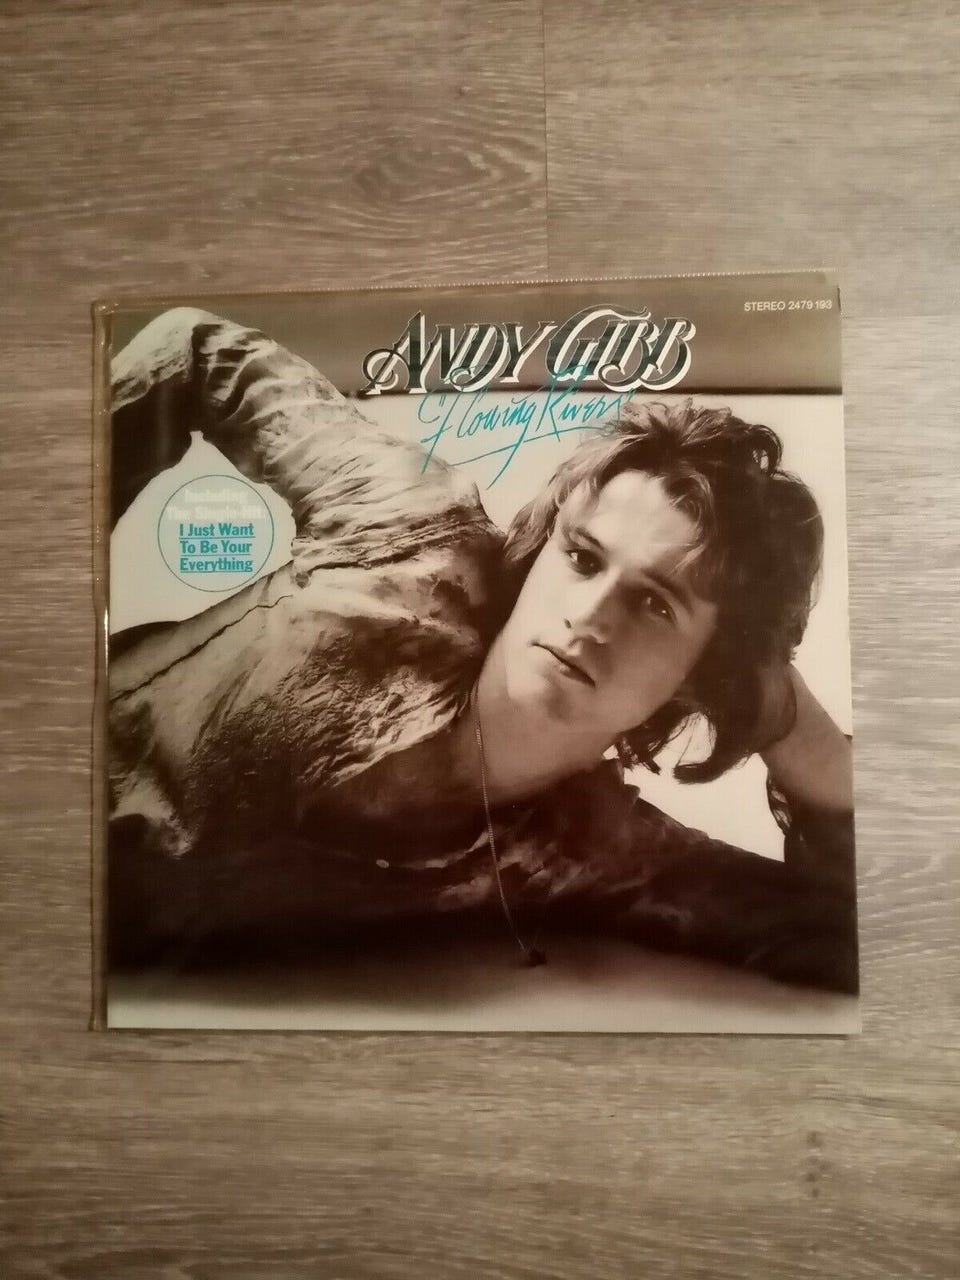 STEREO 2479 193
ANDY GIBB
"Flowing Rivers"
Including
The Single-Hit:
I Just Want
To Be Your
Everything